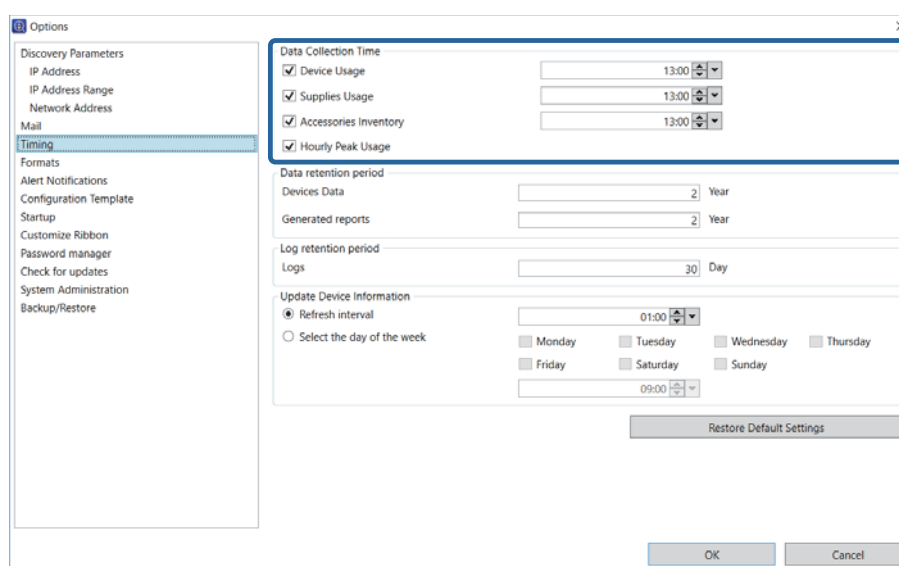 Options
Discovery Parameters
IP Address
IP Address Range
Network Address
Mail
Timing
Formats
Alert Notifications
Configuration Template
Startup
Customize Ribbon
Password manager
Check for updates
System Administration
Backup/Restore
Data Collection Time
Device Usage 13:00
Supplies Usage 13:00
Accessories Inventory 13:00
Hourly Peak Usage
Data retention period
Devices Data 2 Year
Generated reports 2 Year
Log retention period
Logs 30 Day
Update Device Information
Refresh interval 01:00
Select the day of the week
Monday Tuesday Wednesday Thursday
Friday Saturday Sunday
09:00
Restore Default Settings
OK Cancel